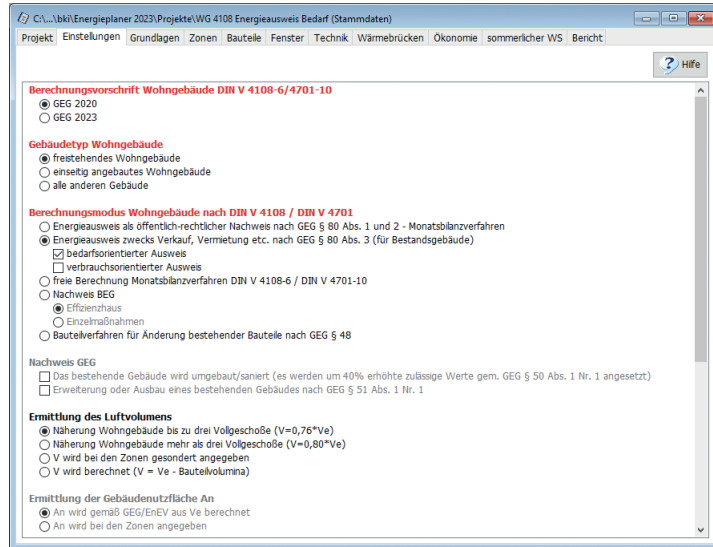 C:\...\bki\Energieplaner 2023\Projekte\WG 4108 Energieausweis Bedarf (Stammdaten)
Projekt Einstellungen Grundlagen Zonen Bauteile Fenster Technik Wärmebrücken Ökonomie sommerlicher WS Bericht
? Hilfe
Berechnungsvorschrift Wohngebäude DIN V 4108-6/4701-10
GEG 2020
GEG 2023
Gebäudetyp Wohngebäude
freistehendes Wohngebäude
einseitig angebautes Wohngebäude
alle anderen Gebäude
Berechnungsmodus Wohngebäude nach DIN V 4108 / DIN V 4701
Energieausweis als öffentlich-rechtlicher Nachweis nach GEG § 80 Abs. 1 und 2 - Monatsbilanzverfahren
Energieausweis zwecks Verkauf, Vermietung etc. nach GEG § 80 Abs. 3 (für Bestandsgebäude)
bedarfsorientierter Ausweis
verbrauchsorientierter Ausweis
freie Berechnung Monatsbilanzverfahren DIN V 4108-6 / DIN V 4701-10
Nachweis BEG
Effizienzhaus
Einzelmaßnahmen
Bauteilverfahren für Änderung bestehender Bauteile nach GEG § 48
Nachweis GEG
Das bestehende Gebäude wird umgebaut/saniert (es werden um 40% erhöhte zulässige Werte gem. GEG § 50 Abs. 1 Nr. 1 angesetzt)
Erweiterung oder Ausbau eines bestehenden Gebäudes nach GEG § 51 Abs. 1 Nr. 1
Ermittlung des Luftvolumens
Näherung Wohngebäude bis zu drei Vollgeschoße (V=0,76*Ve)
Näherung Wohngebäude mehr als drei Vollgeschoße (V=0,80*Ve)
V wird bei den Zonen gesondert angegeben
V wird berechnet (V = Ve - Bauteilvolumina)
Ermittlung der Gebäudenutzfläche An
An wird gemäß GEG/EnEV aus Ve berechnet
An wird bei den Zonen angegeben